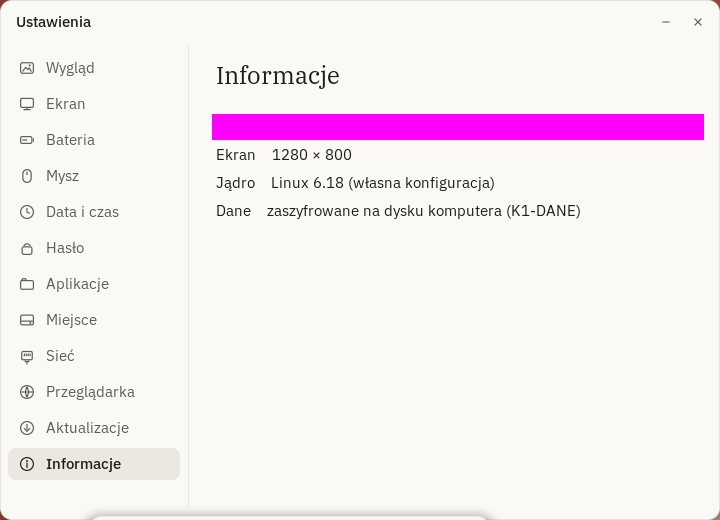 Ustawienia
Wygląd
Ekran
Bateria
Mysz
Data i czas
Hasło
Aplikacje
Miejsce
Sieć
Przeglądarka
Aktualizacje
Informacje
Informacje
Ekran 1280 × 800
Jądro Linux 6.18 (własna konfiguracja)
Dane zaszyfrowane na dysku komputera (K1-DANE)